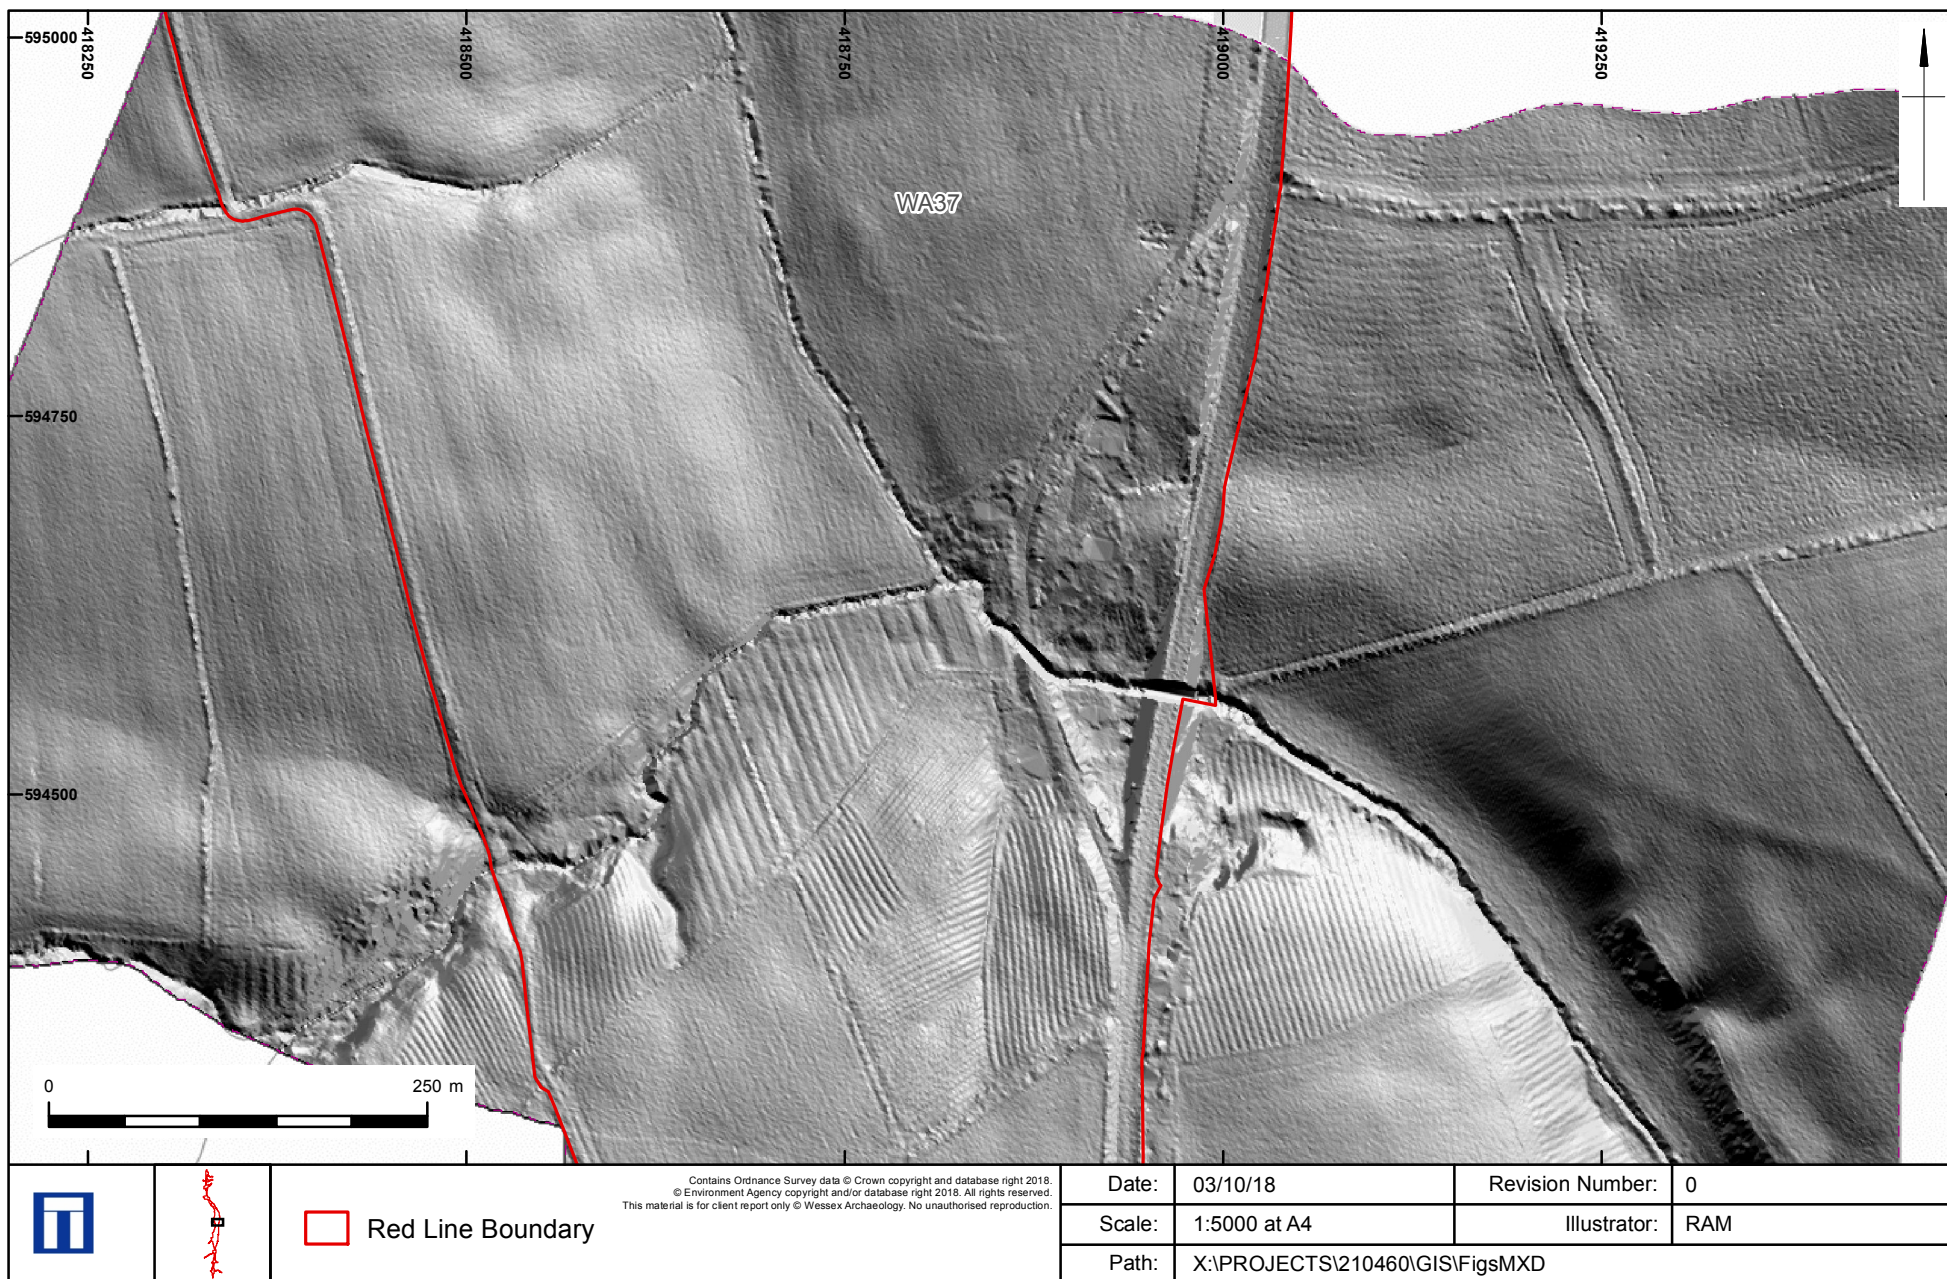 595000
418250
418500
418750
419000
419250
WA37
594750
594500
0 250 m
Red Line Boundary
Contains Ordnance Survey data © Crown copyright and database right 2018.
© Environment Agency copyright and/or database right 2018. All rights reserved.
This material is for client report only © Wessex Archaeology. No unauthorised reproduction.
Date: 03/10/18 Revision Number: 0
Scale: 1:5000 at A4 Illustrator: RAM
Path: X:\PROJECTS\210460\GIS\FigsMXD